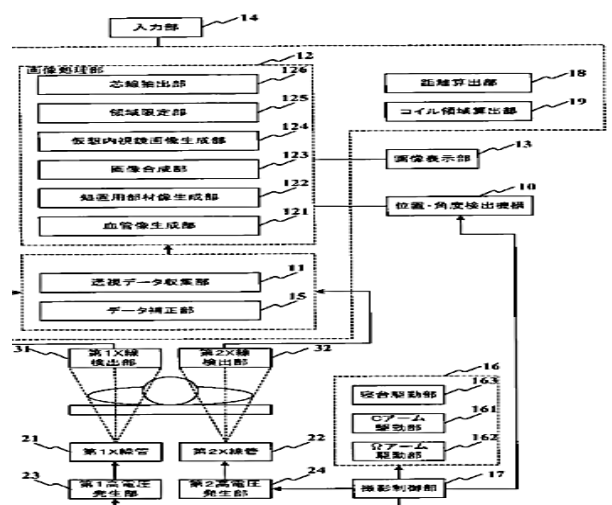 入力部
14
12
画像処理部
126
芯線抽出部
125
領域限定部
124
仮想内視鏡画像生成部
123
画像合成部
122
処置用部材像生成部
121
血管像生成部
距離算出部
18
コイル領域算出部
19
画像表示部
13
10
位置・角度検出機構
11
透視データ収集部
15
データ補正部
31
第1X線
検出部
第2X線
検出部
32
16
寝台駆動部
163
Cアーム
駆動部
161
Ωアーム
駆動部
162
21
第1X線管
第2X線管
22
23
第1高電圧
発生部
第2高電圧
発生部
24
撮影制御部
17